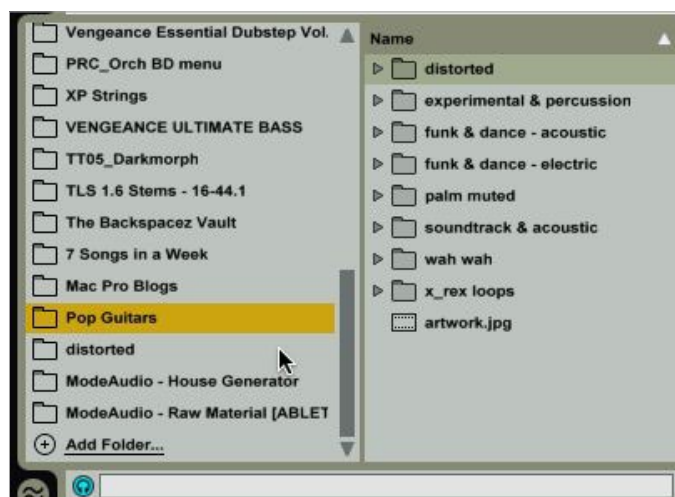 Vengeance Essential Dubstep Vol.
PRC_Orch BD menu
XP Strings
VENGEANCE ULTIMATE BASS
TT05_Darkmorph
TLS 1.6 Stems - 16-44.1
The Backspacez Vault
7 Songs in a Week
Mac Pro Blogs
Pop Guitars
distorted
ModeAudio - House Generator
ModeAudio - Raw Material [ABLET
Add Folder...
Name
distorted
experimental & percussion
funk & dance - acoustic
funk & dance - electric
palm muted
soundtrack & acoustic
wah wah
x_rex loops
artwork.jpg